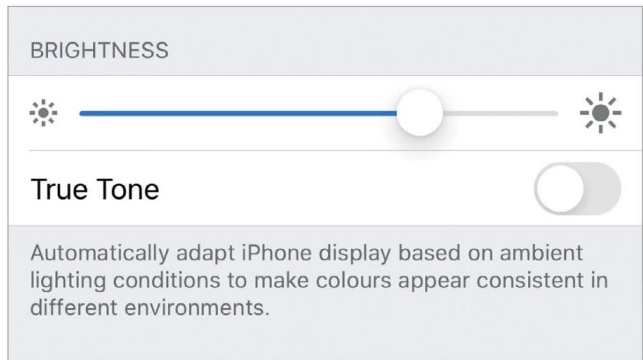 BRIGHTNESS
True Tone
Automatically adapt iPhone display based on ambient
lighting conditions to make colours appear consistent in
different environments.